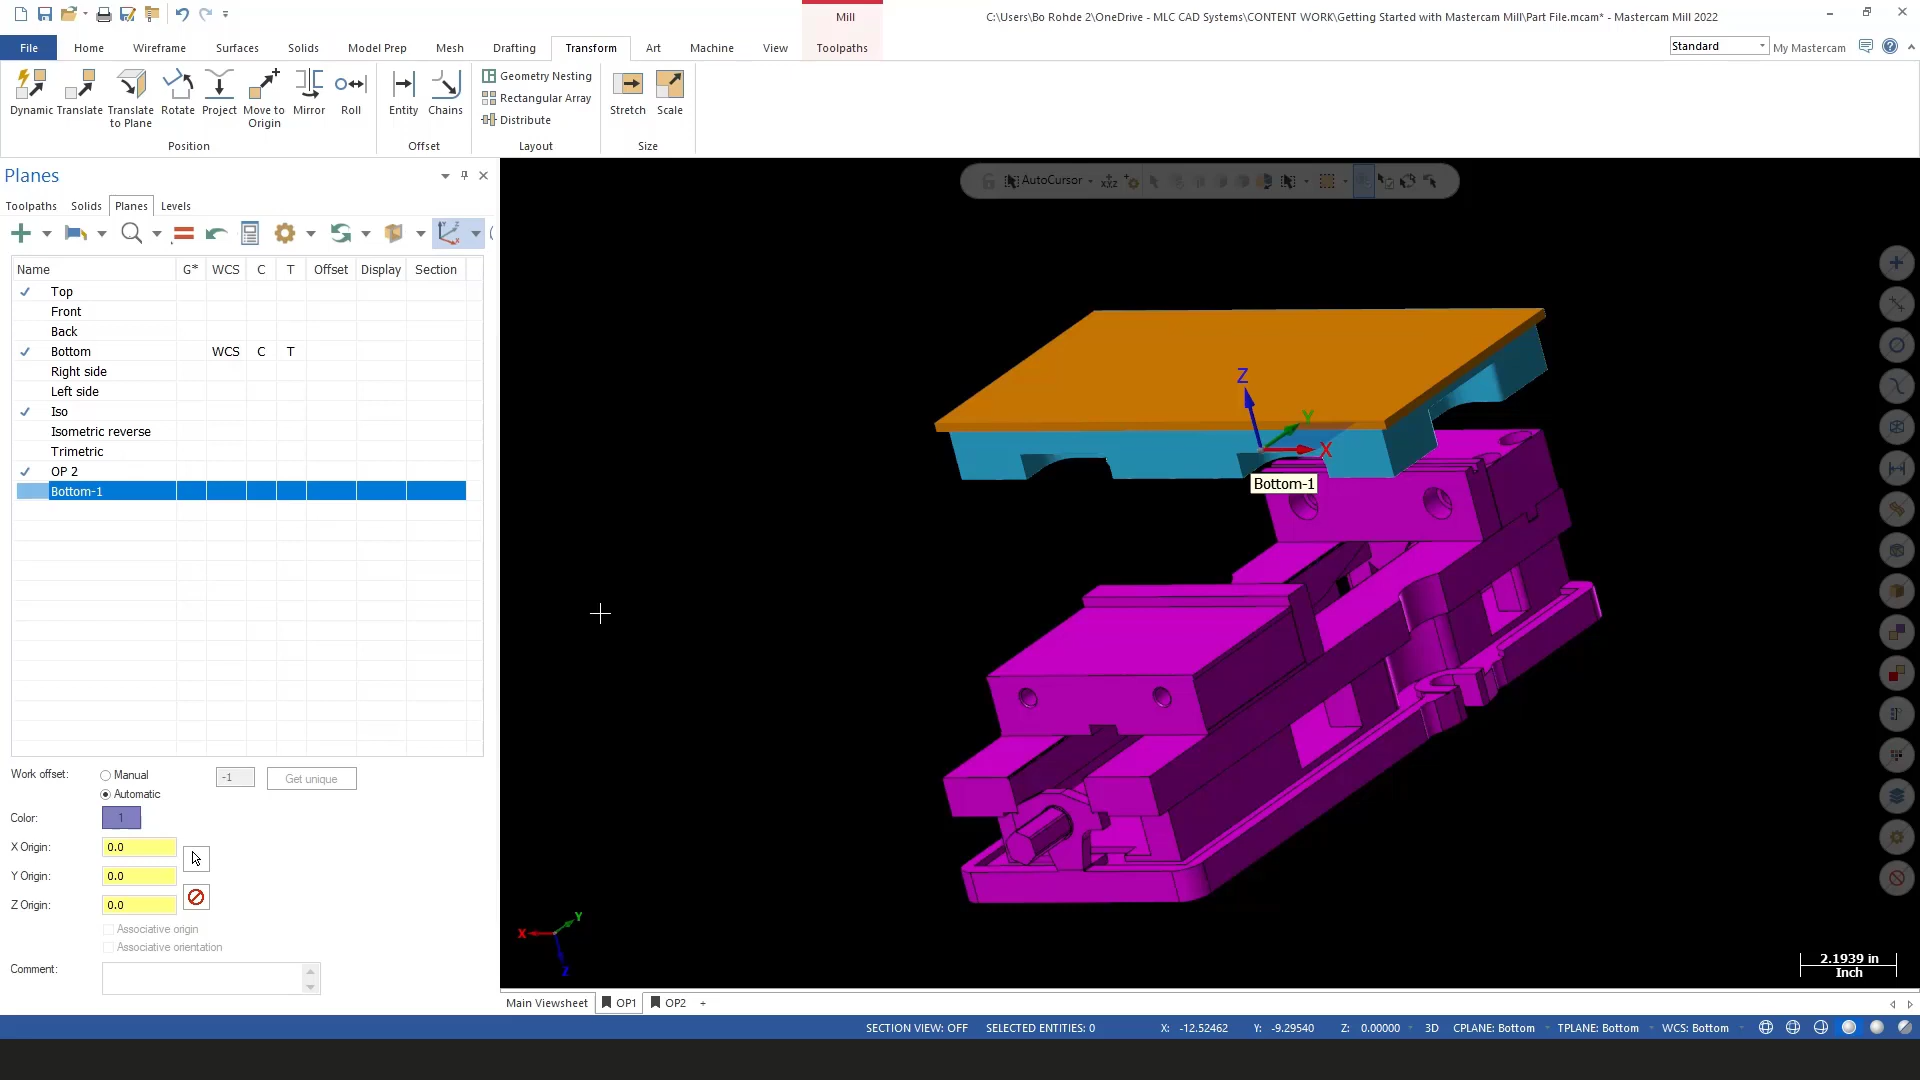 Mill
C:\Users\Bo Rohde 2\OneDrive - MLC CAD Systems\CONTENT WORK\Getting Started with Mastercam Mill\Part File.mcam* - Mastercam Mill 2022
File
Home
Wireframe
Surfaces
Solids
Model Prep
Mesh
Drafting
Transform
Art
Machine
View
Toolpaths
Standard
My Mastercam
Dynamic
Translate
Translate to Plane
Rotate
Project
Move to Origin
Mirror
Roll
Position
Entity
Chains
Offset
Geometry Nesting
Rectangular Array
Distribute
Layout
Stretch
Scale
Size
Planes
Toolpaths
Solids
Planes
Levels
AutoCursor
Name G* WCS C T Offset Display Section
Top
Front
Back
Bottom WCS C T
Right side
Left side
Iso
Isometric reverse
Trimetric
OP 2
Bottom-1
Work offset:
Manual
-1
Get unique
Automatic
Color:
1
X Origin: 0.0
Y Origin: 0.0
Z Origin: 0.0
Associative origin
Associative orientation
Comment:
Z
Y
X
Bottom-1
Y
X
Z
2.1939 in
Inch
Main Viewsheet
OP1
OP2
+
SECTION VIEW: OFF SELECTED ENTITIES: 0 X: -12.52462 Y: -9.29540 Z: 0.00000 3D CPLANE: Bottom TPLANE: Bottom WCS: Bottom